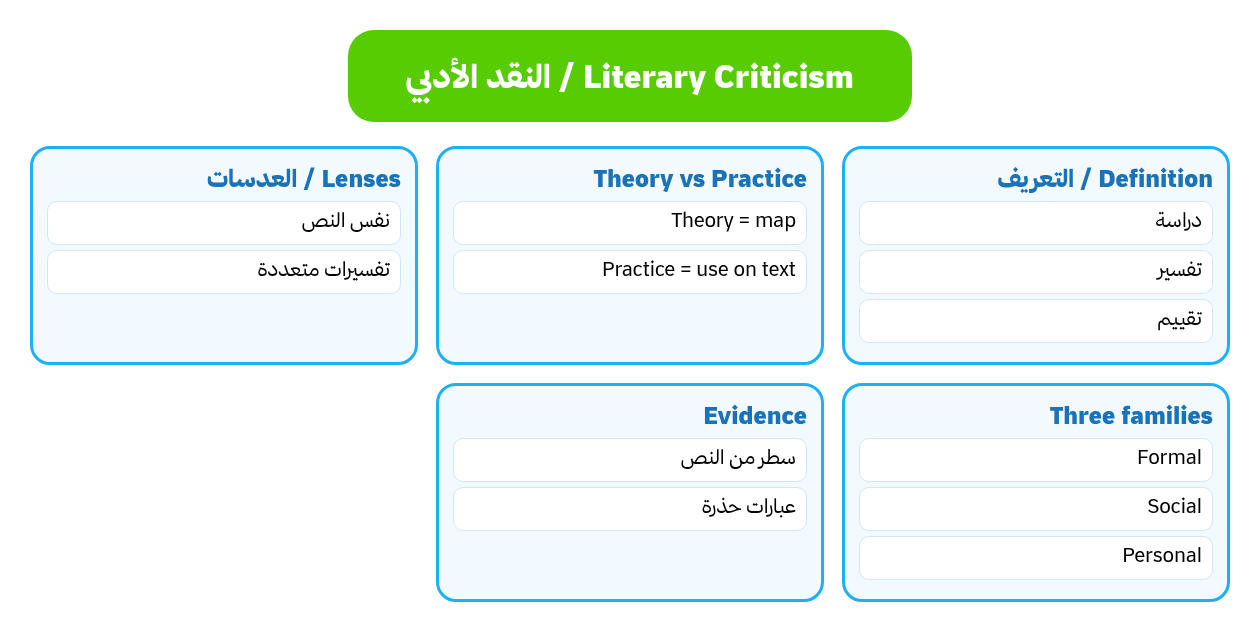 النقد الأدبي / Literary Criticism
التعريف / Definition
دراسة
تفسير
تقييم
Theory vs Practice
Theory = map
Practice = use on text
العدسات / Lenses
نفس النص
تفسيرات متعددة
Three families
Formal
Social
Personal
Evidence
سطر من النص
عبارات حذرة